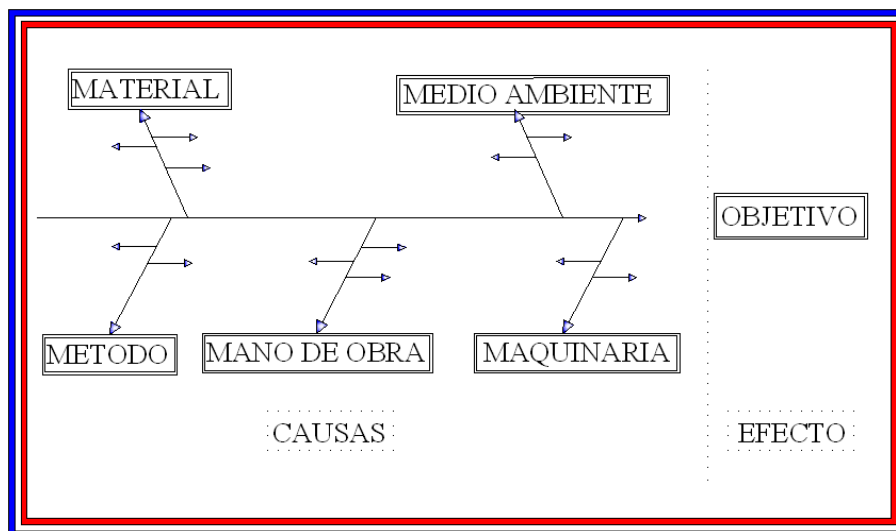 MATERIAL
MEDIO AMBIENTE
OBJETIVO
METODO
MANO DE OBRA
MAQUINARIA
CAUSAS
EFECTO